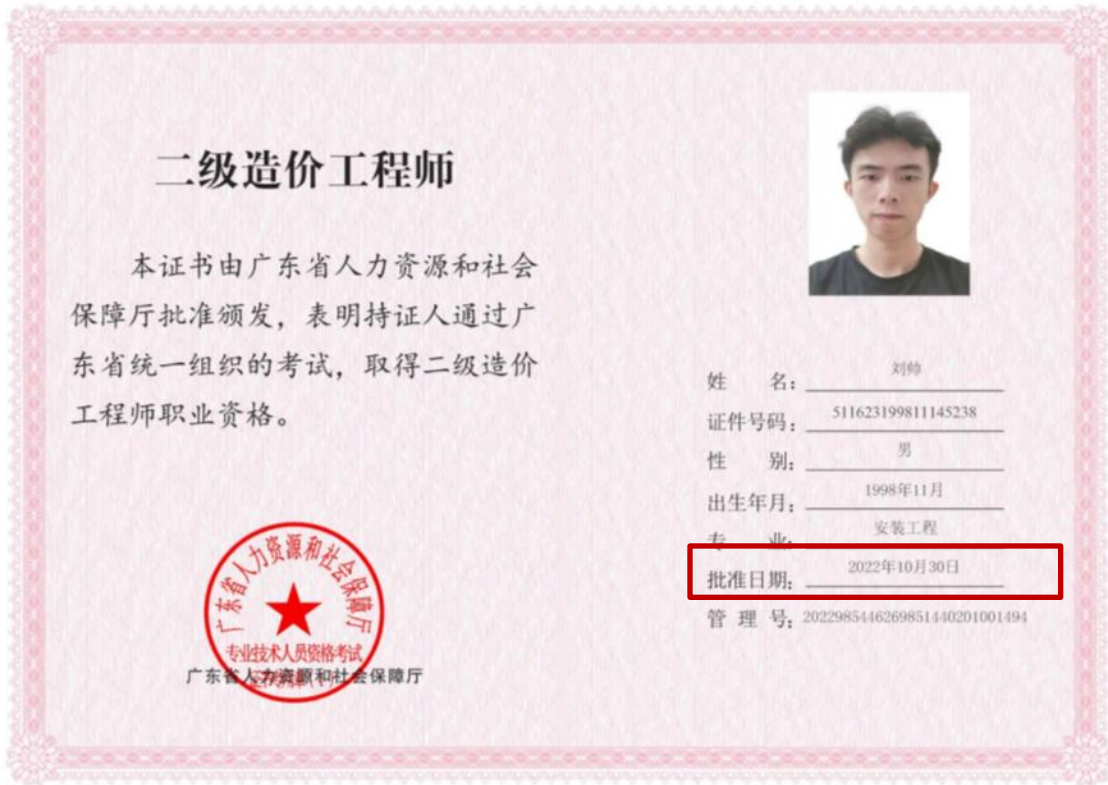 二级造价工程师
本证书由广东省人力资源和社会
保障厅批准颁发，表明持证人通过广
东省统一组织的考试，取得二级造价
工程师职业资格。
广东省人力资源和社会保障厅
专业技术人员资格考试
广东省人力资源和社会保障厅
姓 名：刘帅
证件号码：511623199811145238
性 别：男
出生年月：1998年11月
专 业：安装工程
批准日期：2022年10月30日
管 理 号：2022985446269851440201001494